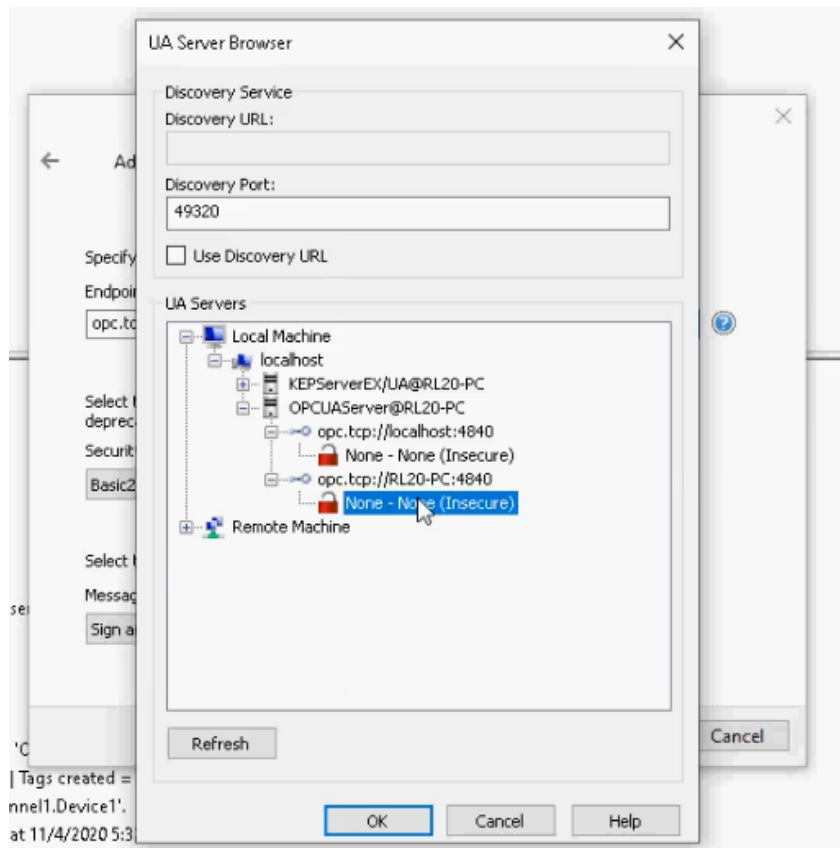 UA Server Browser
Discovery Service
Discovery URL:
Discovery Port:
49320
Use Discovery URL
UA Servers
Local Machine
localhost
KEPServerEX/UA@RL20-PC
OPCUAServer@RL20-PC
opc.tcp://localhost:4840
None - None (Insecure)
opc.tcp://RL20-PC:4840
None - None (Insecure)
Remote Machine
Refresh
OK
Cancel
Help
Ad
Specify
Endpoin
opc.tc
Select t
deprec
Securit
Basic2
Select t
Messag
Sign a
Cancel
ser
'C
| Tags created =
nnel1.Device1'.
at 11/4/2020 5:3